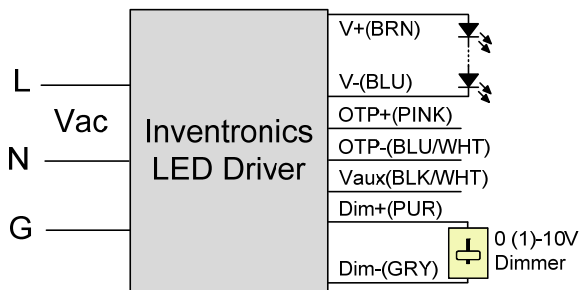 L
Vac
N
G
Inventronics
LED Driver
V+(BRN)
V-(BLU)
OTP+(PINK)
OTP-(BLU/WHT)
Vaux(BLK/WHT)
Dim+(PUR)
Dim-(GRY)
0 (1)-10V
Dimmer